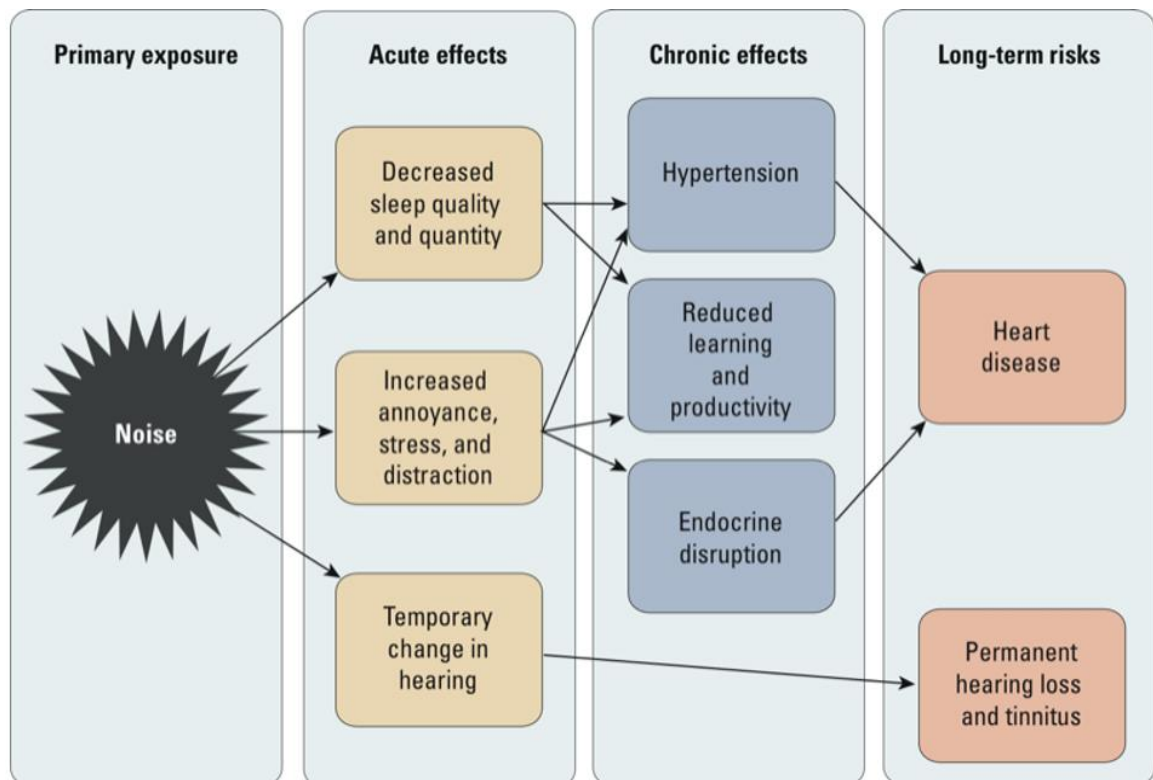 Primary exposure
Acute effects
Chronic effects
Long-term risks
Noise
Decreased
sleep quality
and quantity
Increased
annoyance,
stress, and
distraction
Temporary
change in
hearing
Hypertension
Reduced
learning
and
productivity
Endocrine
disruption
Heart
disease
Permanent
hearing loss
and tinnitus